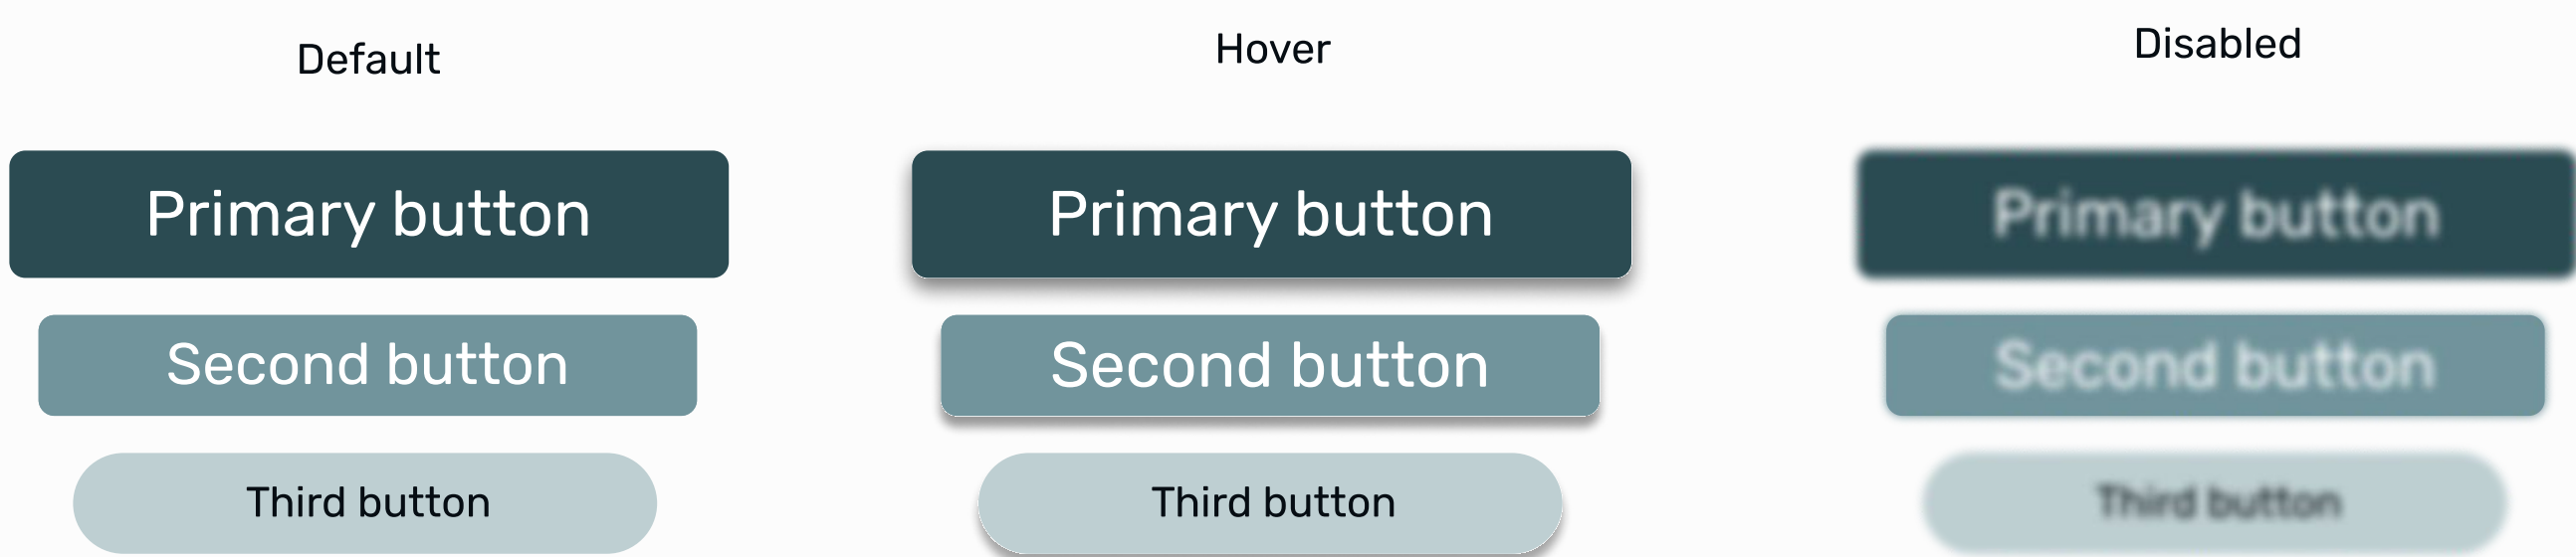 Default
Hover
Disabled
Primary button
Primary button
Primary button
Second button
Second button
Second button
Third button
Third button
Third button